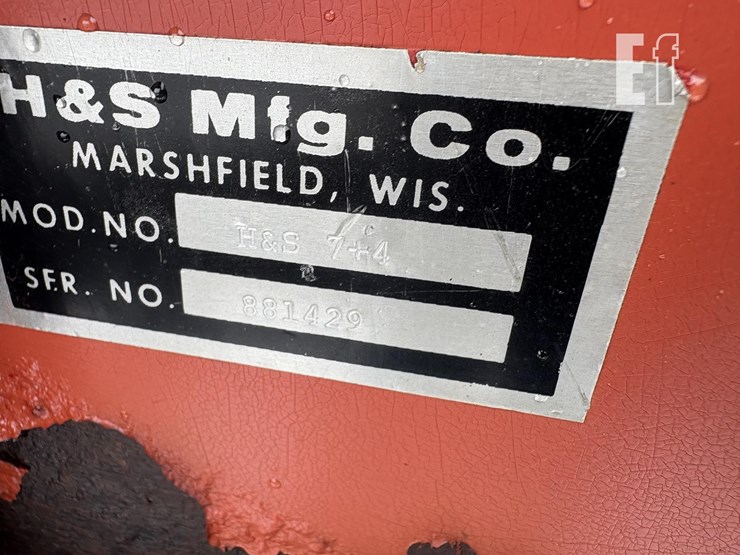 Ef
H&S Mfg. Co.
MARSHFIELD, WIS.
MOD. NO. H&S 7+4
SER. NO. 881429